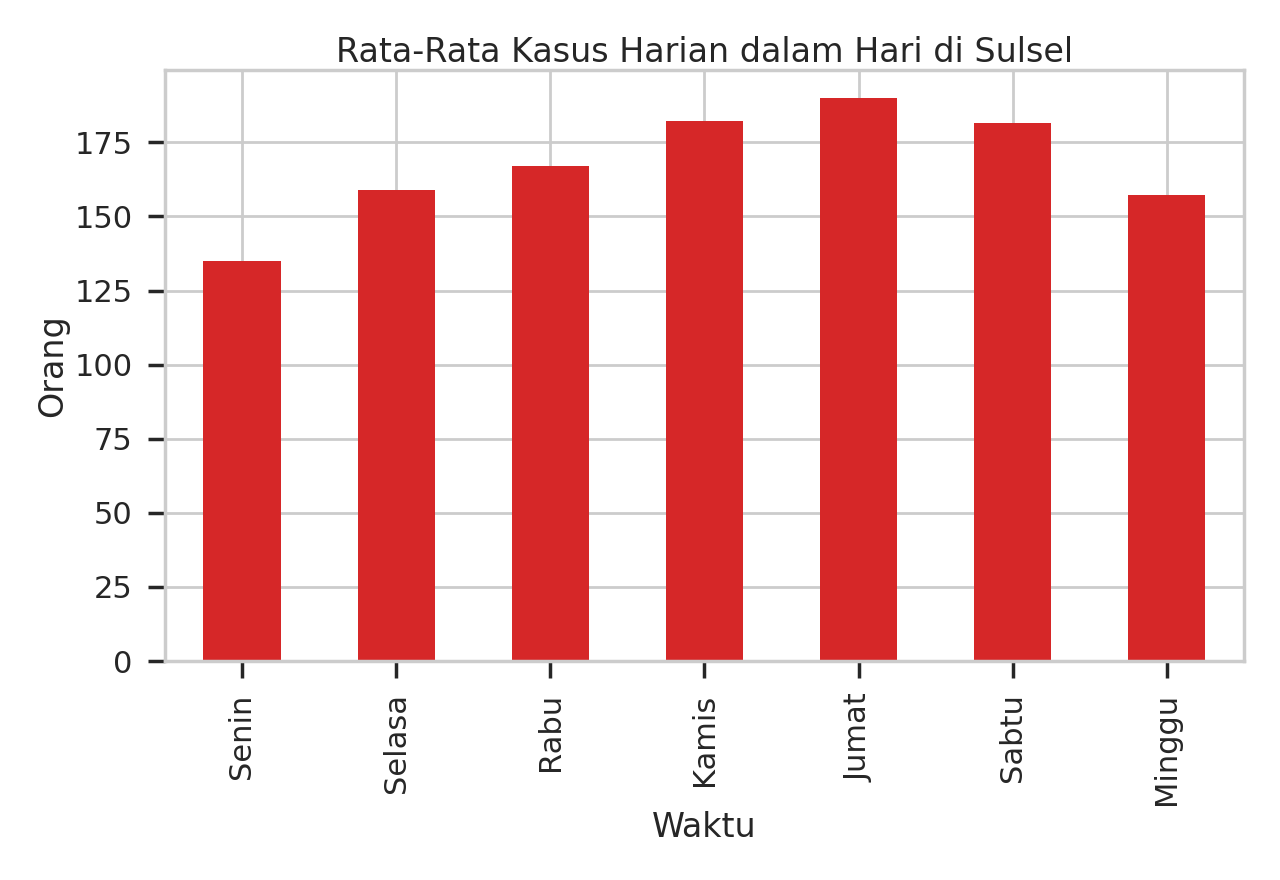 Rata-Rata Kasus Harian dalam Hari di Sulsel
175
150
125
100
75
50
25
0
Orang
Senin
Selasa
Rabu
Kamis
Jumat
Sabtu
Minggu
Waktu